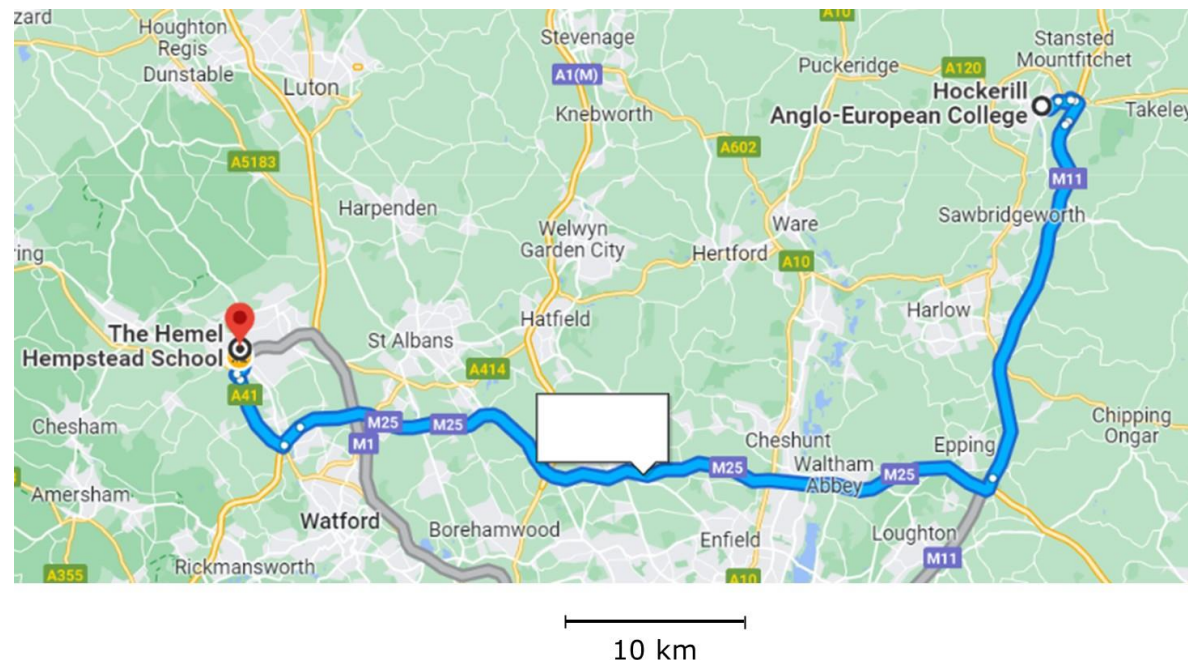 zard
Houghton
Regis
Dunstable
Luton
Stevenage
A1(M)
Knebworth
A10
Puckeridge
A120
Stansted
Mountfitchet
Hockerill
Anglo-European College
Takeley
A5183
A602
M11
Harpenden
Welwyn
Garden City
Ware
Hertford
A10
Sawbridgeworth
ring
The Hemel
Hempstead School
St Albans
Hatfield
Harlow
A414
A41
Chesham
M25
M25
M1
Cheshunt
M25
Waltham
Abbey
M25
Epping
Chipping
Ongar
Amersham
Watford
Borehamwood
Enfield
Loughton
M11
Rickmansworth
A355
A10
10 km